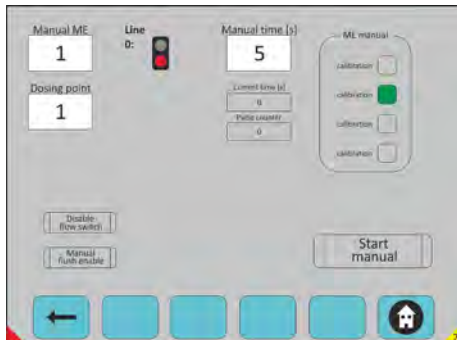 Manual ME
1
Line
0:
Manual time [s]
5
ME manual
calibration
calibration
calibration
calibration
Dosing point
1
Current time [s]
0
Pulse counter
0
Disable
flow switch
Manual
flush enable
Start
manual